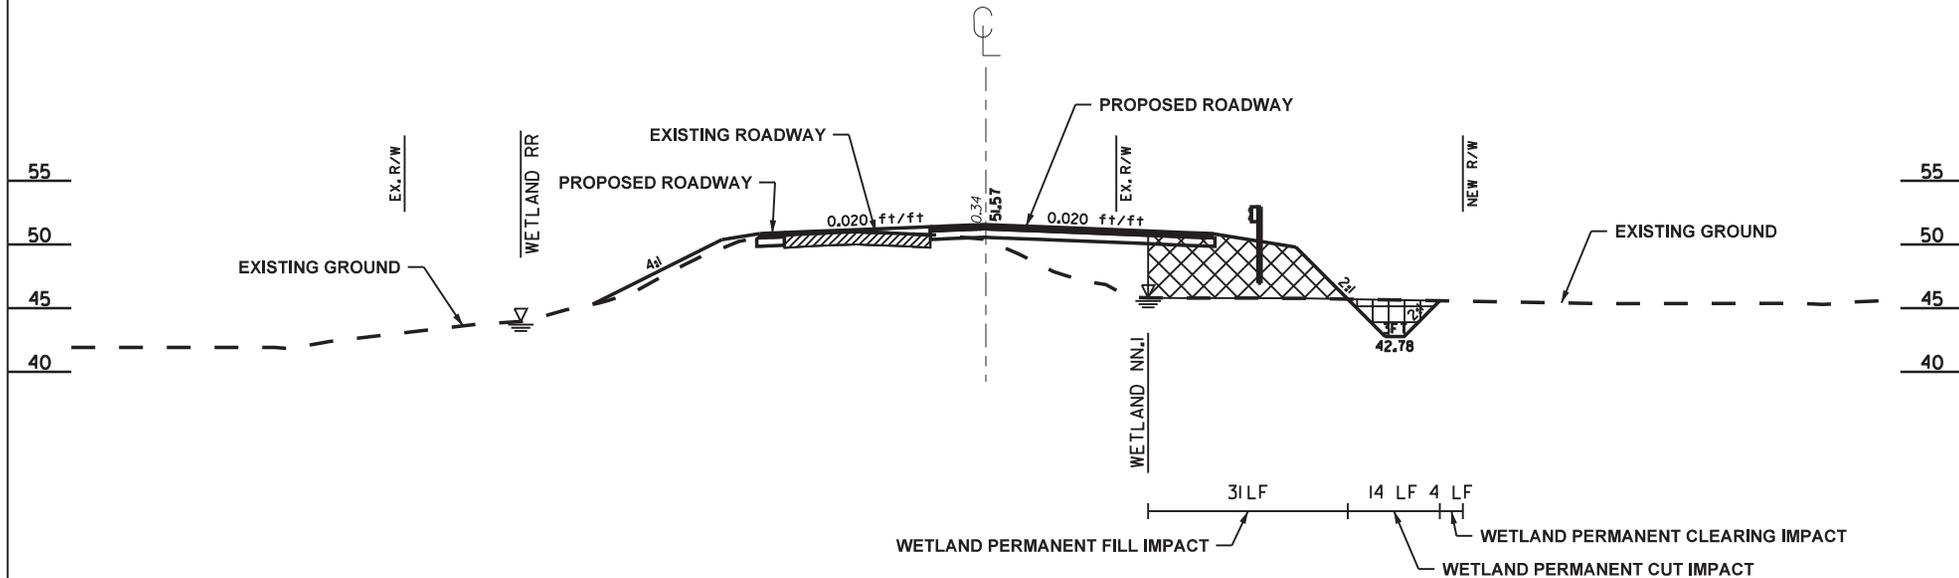 CL
PROPOSED ROADWAY
EXISTING ROADWAY
PROPOSED ROADWAY
EX. R/W
WETLAND RR
EX. R/W
NEW R/W
55
55
0.34
51.57
0.020 ft/ft
0.020 ft/ft
50
50
EXISTING GROUND
EXISTING GROUND
4:1
2:1
45
45
3FT
42.78
40
40
WETLAND NN.1
31 LF
14 LF
4 LF
WETLAND PERMANENT FILL IMPACT
WETLAND PERMANENT CLEARING IMPACT
WETLAND PERMANENT CUT IMPACT